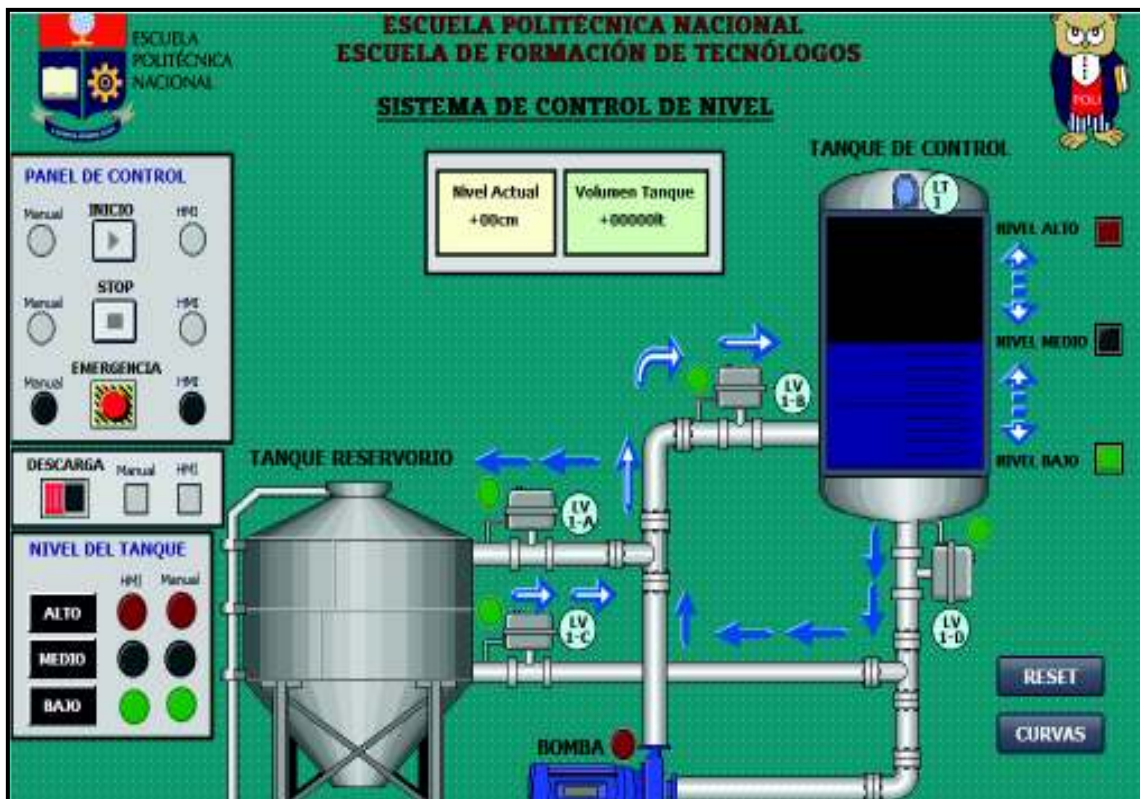 ESCUELA POLITÉCNICA NACIONAL
ESCUELA DE FORMACIÓN DE TECNÓLOGOS
SISTEMA DE CONTROL DE NIVEL
ESCUELA
POLITÉCNICA
NACIONAL
POLI
PANEL DE CONTROL
Manual INICIO HMI
STOP
Manual HMI
EMERGENCIA
Manual HMI
DESCARGA Manual HMI
NIVEL DEL TANQUE
HMI Manual
ALTO
MEDIO
BAJO
Nivel Actual
+00cm
Volumen Tanque
+00000lt
TANQUE DE CONTROL
LT
1
NIVEL ALTO
NIVEL MEDIO
NIVEL BAJO
LV
1-B
TANQUE RESERVORIO
LV
1-A
LV
1-C
LV
1-D
BOMBA
RESET
CURVAS